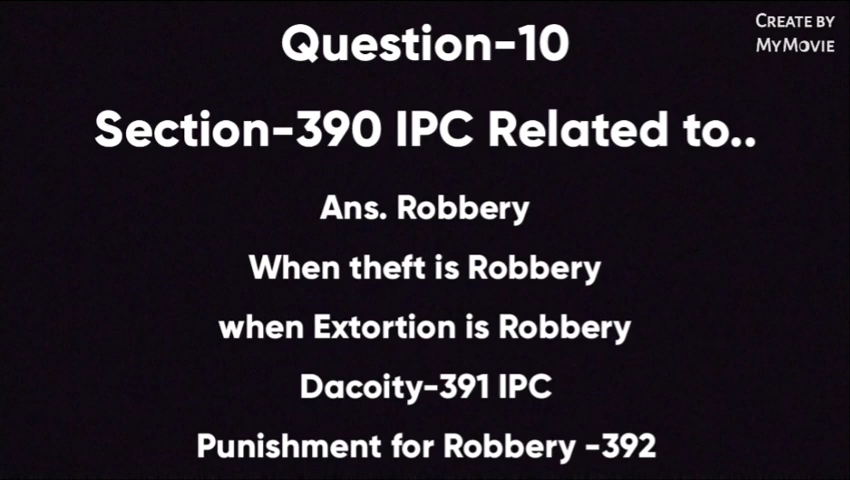 CREATE BY
MYMOVIE
Question-10
Section-390 IPC Related to..
Ans. Robbery
When theft is Robbery
when Extortion is Robbery
Dacoity-391 IPC
Punishment for Robbery -392